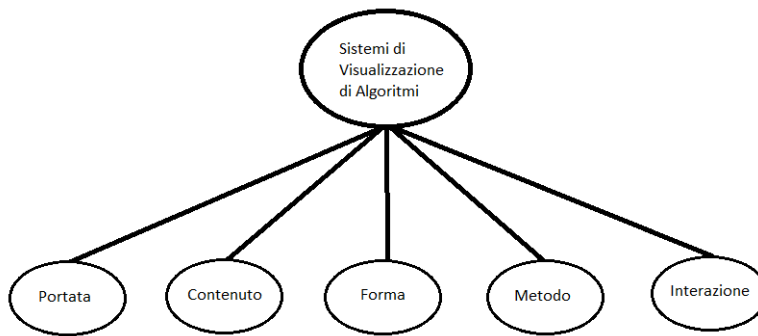 Sistemi di
Visualizzazione
di Algoritmi
Portata
Contenuto
Forma
Metodo
Interazione